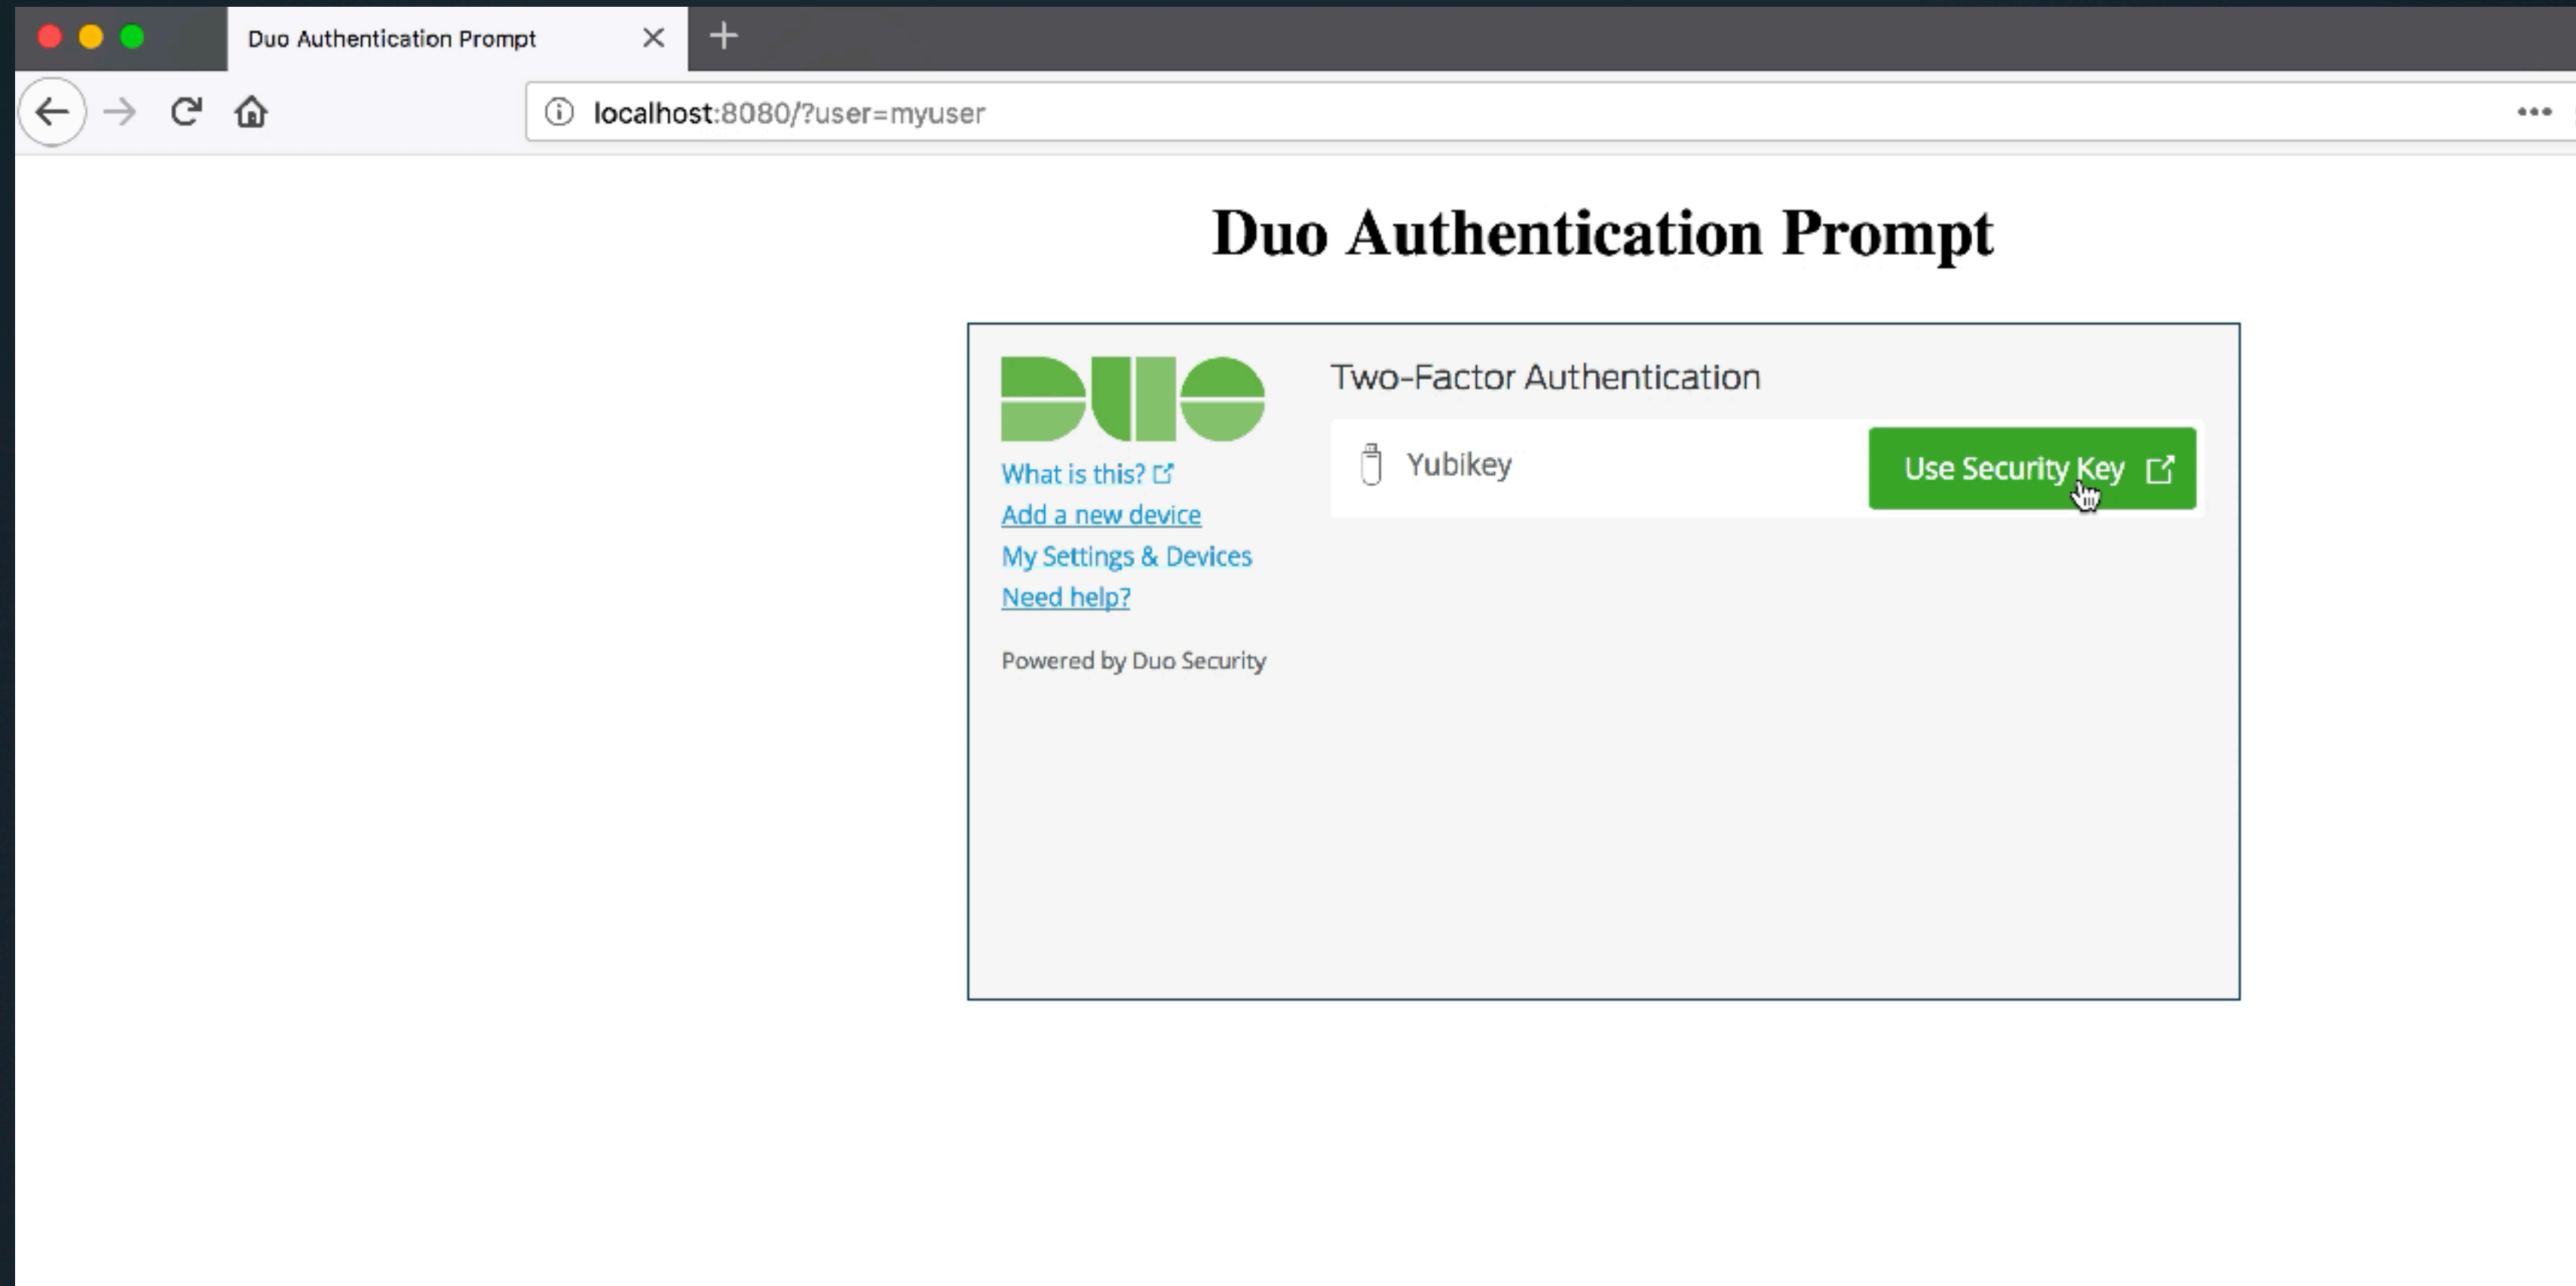 Duo Authentication Prompt
localhost:8080/?user=myuser
Duo Authentication Prompt
DUO
What is this?
Add a new device
My Settings & Devices
Need help?
Powered by Duo Security
Two-Factor Authentication
Yubikey
Use Security Key